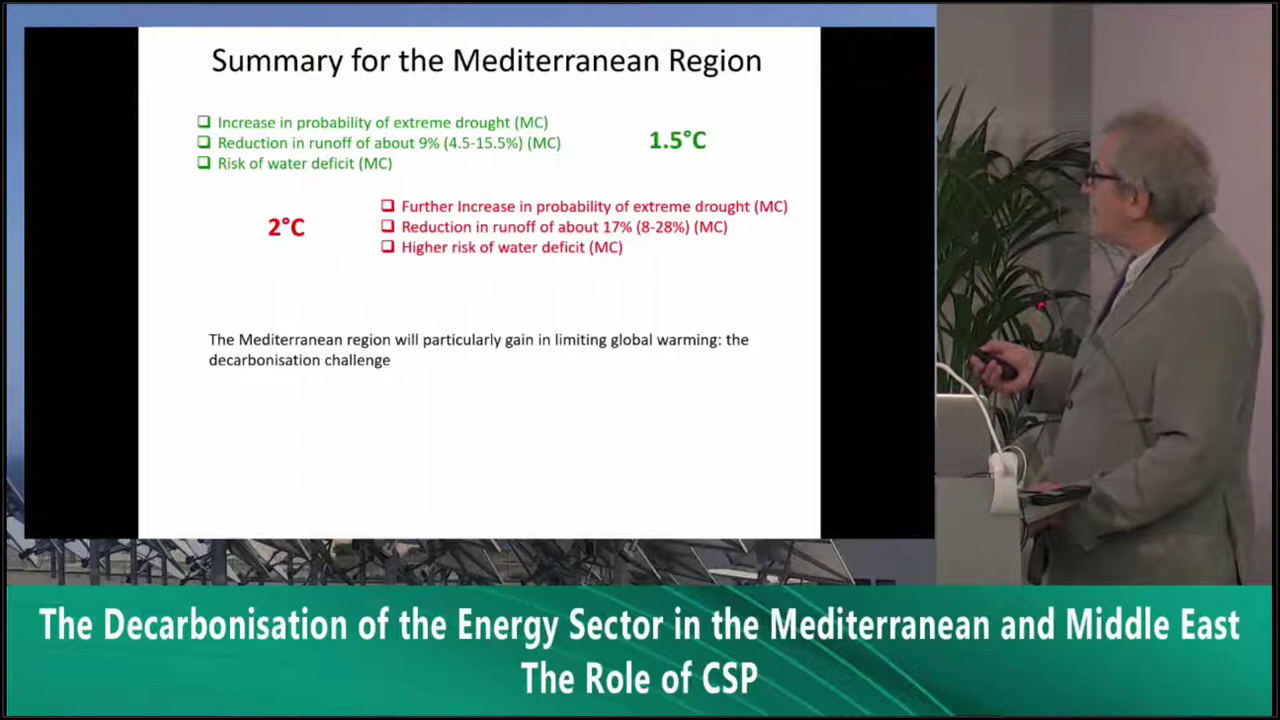 Summary for the Mediterranean Region
Increase in probability of extreme drought (MC)
Reduction in runoff of about 9% (4.5-15.5%) (MC)
Risk of water deficit (MC)
1.5°C
2°C
Further Increase in probability of extreme drought (MC)
Reduction in runoff of about 17% (8-28%) (MC)
Higher risk of water deficit (MC)
The Mediterranean region will particularly gain in limiting global warming: the
decarbonisation challenge
The Decarbonisation of the Energy Sector in the Mediterranean and Middle East
The Role of CSP